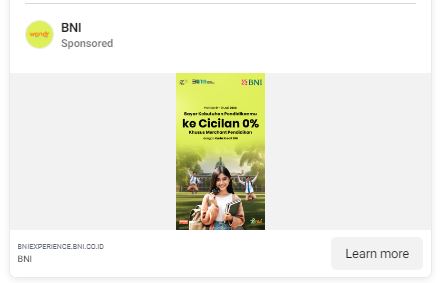 wondr
BNI
Sponsored
BNI
Bayar Kebutuhan Pendidikanmu
ke Cicilan 0%
Khusus Merchant Pendidikan
BNIEXPERIENCE.BNI.CO.ID
BNI
Learn more